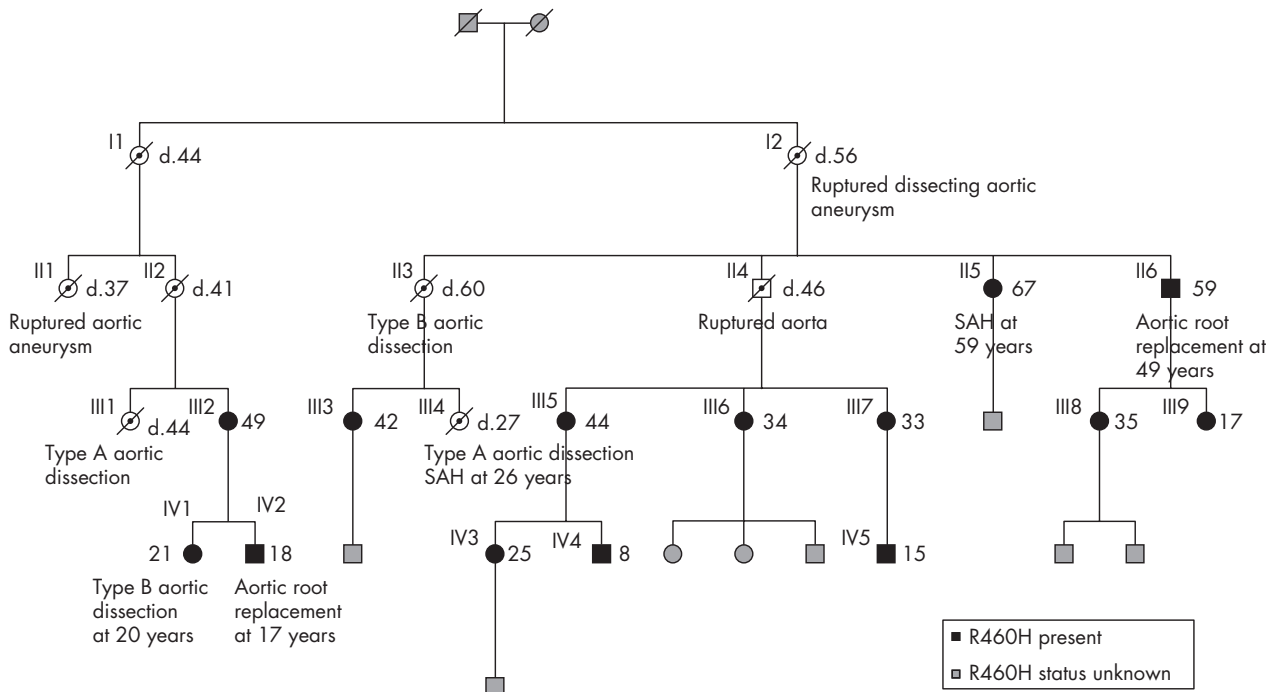 I1
d.44
I2
d.56
Ruptured dissecting aortic
aneurysm
II1
d.37
II2
d.41
II3
d.60
II4
d.46
II5
67
II6
59
Ruptured aortic
aneurysm
Type B aortic
dissection
Ruptured aorta
SAH at
59 years
Aortic root
replacement at
49 years
III1
d.44
III2
49
III3
42
III4
d.27
III5
44
III6
34
III7
33
III8
35
III9
17
Type A aortic
dissection
Type A aortic dissection
SAH at 26 years
IV1
21
IV2
18
IV3
25
IV4
8
IV5
15
Type B aortic
dissection
at 20 years
Aortic root
replacement
at 17 years
R460H present
R460H status unknown